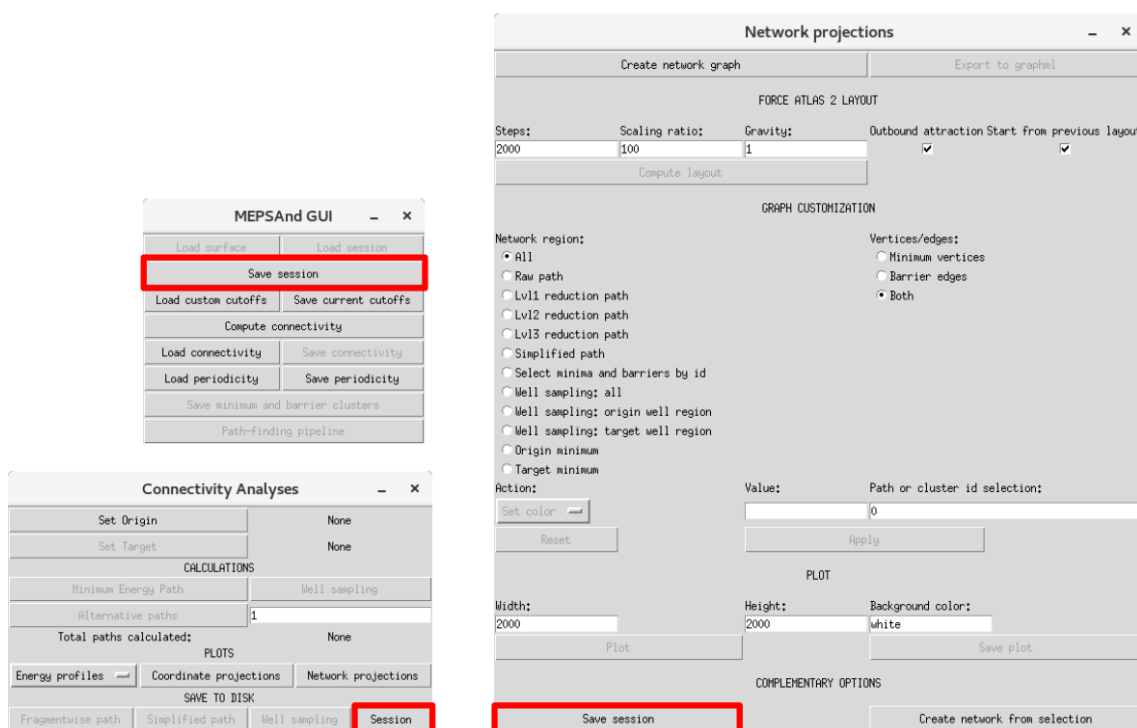 MEPSAnd GUI
Load surface Load session
Save session
Load custom cutoffs Save current cutoffs
Compute connectivity
Load connectivity Save connectivity
Load periodicity Save periodicity
Save minimum and barrier clusters
Path-finding pipeline
Connectivity Analyses
Set Origin None
Set Target None
CALCULATIONS
Minimum Energy Path Well sampling
Alternative paths 1
Total paths calculated: None
PLOTS
Energy profiles Coordinate projections Network projections
SAVE TO DISK
Fragmentwise path Simplified path Well sampling Session
Network projections
Create network graph Export to graphml
FORCE ATLAS 2 LAYOUT
Steps: Scaling ratio: Gravity: Outbound attraction Start from previous layout
2000 100 1
Compute layout
GRAPH CUSTOMIZATION
Network region: Vertices/edges:
All Minimum vertices
Raw path Barrier edges
Lvl1 reduction path Both
Lvl2 reduction path
Lvl3 reduction path
Simplified path
Select minima and barriers by id
Well sampling: all
Well sampling: origin well region
Well sampling: target well region
Origin minimum
Target minimum
Action: Value: Path or cluster id selection:
Set color 0
Reset Apply
PLOT
Width: Height: Background color:
2000 2000 white
Plot Save plot
COMPLEMENTARY OPTIONS
Save session Create network from selection